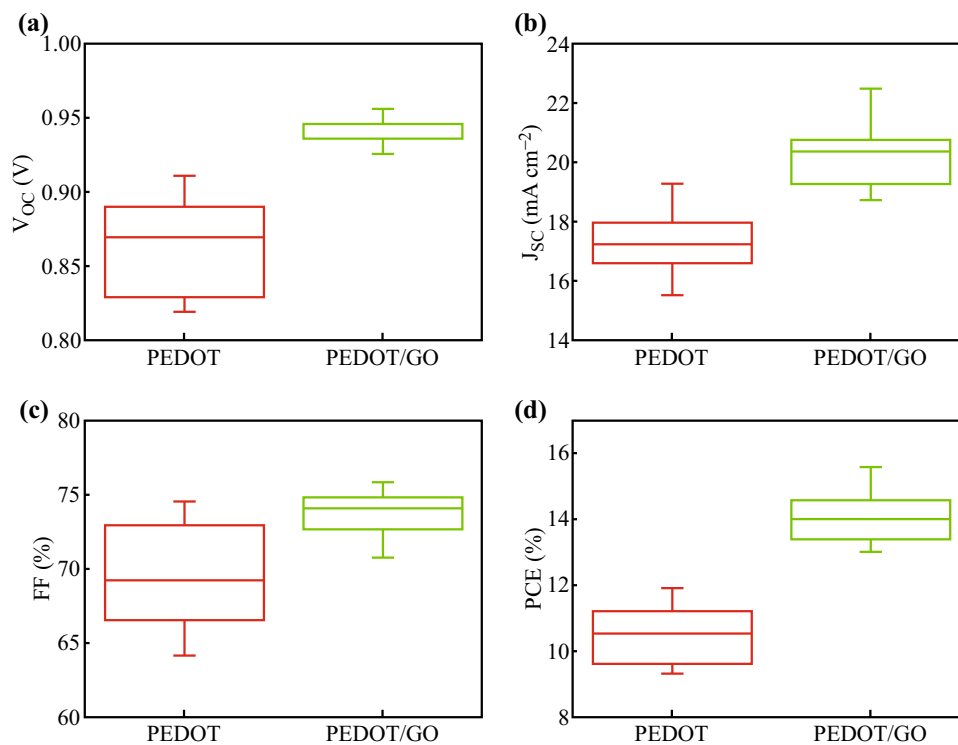 (a)
1.00
0.95
0.90
0.85
0.80
V_OC (V)
PEDOT
PEDOT/GO
(b)
24
22
20
18
16
14
J_SC (mA cm⁻²)
PEDOT
PEDOT/GO
(c)
80
75
70
65
60
FF (%)
PEDOT
PEDOT/GO
(d)
16
14
12
10
8
PCE (%)
PEDOT
PEDOT/GO